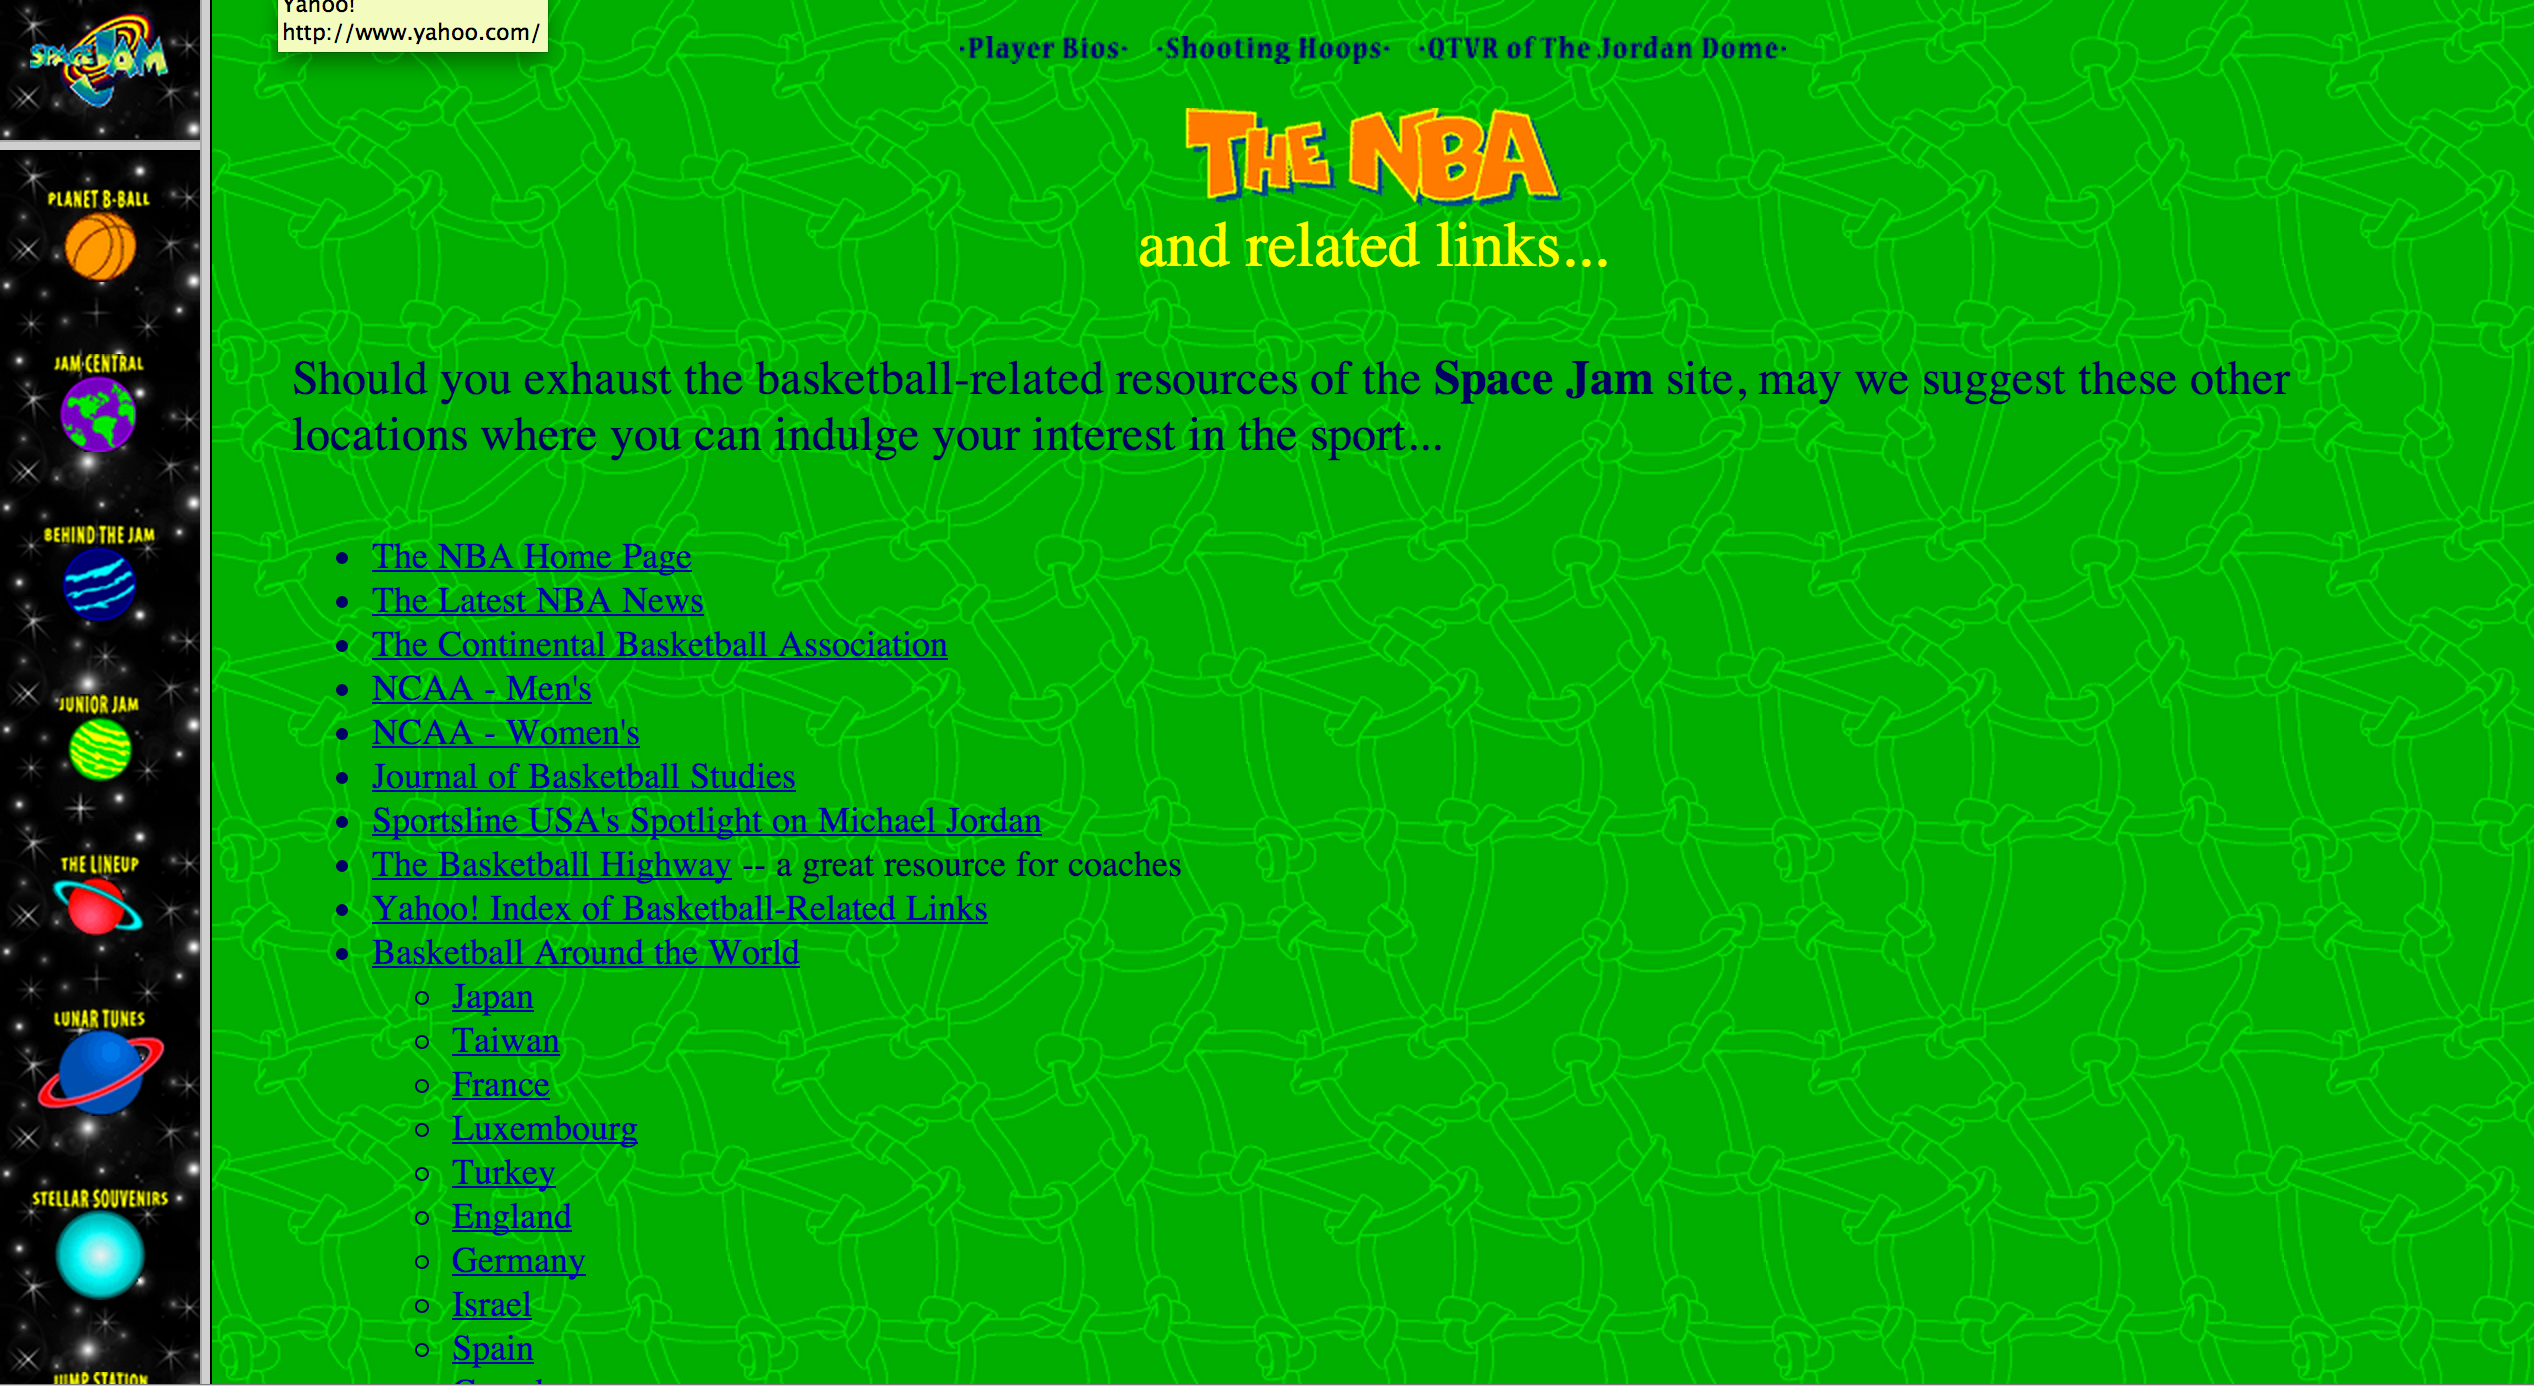 Yahoo!
http://www.yahoo.com/
SPACE JAM
PLANET B-BALL
JAM CENTRAL
BEHIND THE JAM
JUNIOR JAM
THE LINEUP
LUNAR TUNES
STELLAR SOUVENIRS
JUMP STATION
·Player Bios· ·Shooting Hoops· ·QTVR of The Jordan Dome·
THE NBA
and related links...
Should you exhaust the basketball-related resources of the Space Jam site, may we suggest these other
locations where you can indulge your interest in the sport...
The NBA Home Page
The Latest NBA News
The Continental Basketball Association
NCAA - Men's
NCAA - Women's
Journal of Basketball Studies
Sportsline USA's Spotlight on Michael Jordan
The Basketball Highway -- a great resource for coaches
Yahoo! Index of Basketball-Related Links
Basketball Around the World
Japan
Taiwan
France
Luxembourg
Turkey
England
Germany
Israel
Spain